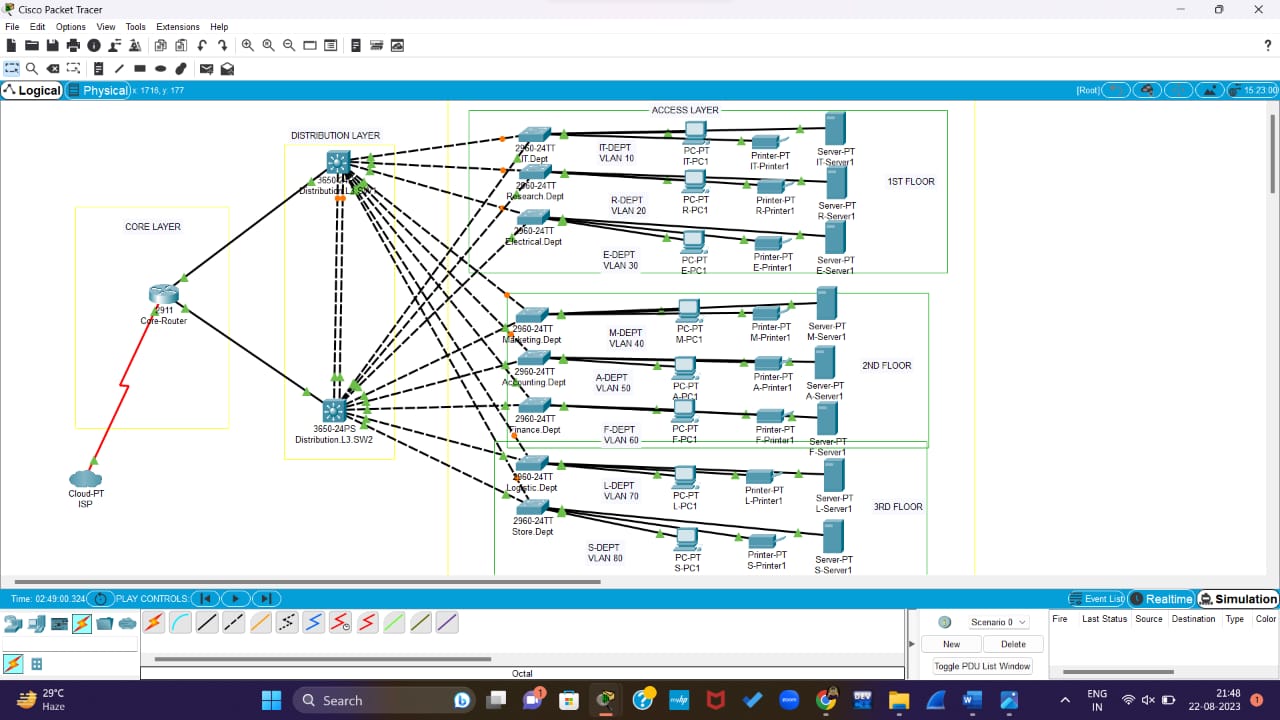 Cisco Packet Tracer
File Edit Options View Tools Extensions Help
?
Logical Physical x: 1716, y: 177
[Root] 15:23:00
ACCESS LAYER
DISTRIBUTION LAYER
CORE LAYER
2960-24TT
IT.Dept
IT-DEPT
VLAN 10
PC-PT
IT-PC1
Printer-PT
IT-Printer1
Server-PT
IT-Server1
1ST FLOOR
2960-24TT
Research.Dept
R-DEPT
VLAN 20
PC-PT
R-PC1
Printer-PT
R-Printer1
Server-PT
R-Server1
2960-24TT
Electrical.Dept
E-DEPT
VLAN 30
PC-PT
E-PC1
Printer-PT
E-Printer1
Server-PT
E-Server1
2911
Core-Router
2960-24TT
Marketing.Dept
M-DEPT
VLAN 40
PC-PT
M-PC1
Printer-PT
M-Printer1
Server-PT
M-Server1
2ND FLOOR
Accounting.Dept
A-DEPT
VLAN 50
PC-PT
A-PC1
Printer-PT
A-Printer1
Server-PT
A-Server1
3650-24PS
Distribution.L3.SW2
2960-24TT
Finance.Dept
F-DEPT
VLAN 60
PC-PT
F-PC1
Printer-PT
F-Printer1
Server-PT
F-Server1
Cloud-PT
ISP
2960-24TT
Logistic.Dept
L-DEPT
VLAN 70
PC-PT
L-PC1
Printer-PT
L-Printer1
Server-PT
L-Server1
3RD FLOOR
2960-24TT
Store.Dept
S-DEPT
VLAN 80
PC-PT
S-PC1
Printer-PT
S-Printer1
Server-PT
S-Server1
Time: 02:49:00.324 PLAY CONTROLS: Event List Realtime Simulation
Scenario 0
New Delete
Toggle PDU List Window
Fire Last Status Source Destination Type Color
Octal
29°C
Haze
Search
ENG
IN
21:48
22-08-2023